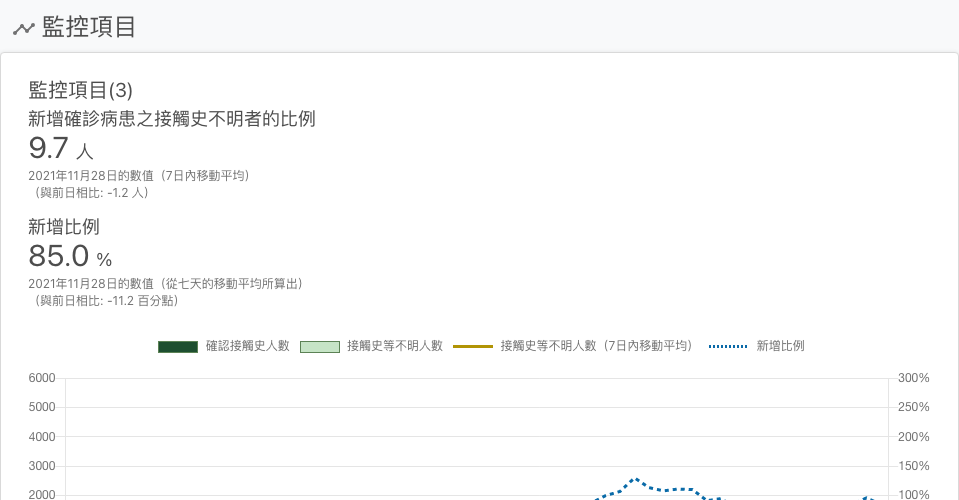 監控項目
監控項目(3)
新增確診病患之接觸史不明者的比例
9.7 人
2021年11月28日的數值（7日內移動平均）
（與前日相比: -1.2 人）
新增比例
85.0 %
2021年11月28日的數值（從七天的移動平均所算出）
（與前日相比: -11.2 百分點）
確認接觸史人數 接觸史等不明人數 接觸史等不明人數（7日內移動平均） 新增比例
6000 300%
5000 250%
4000 200%
3000 150%
2000 100%